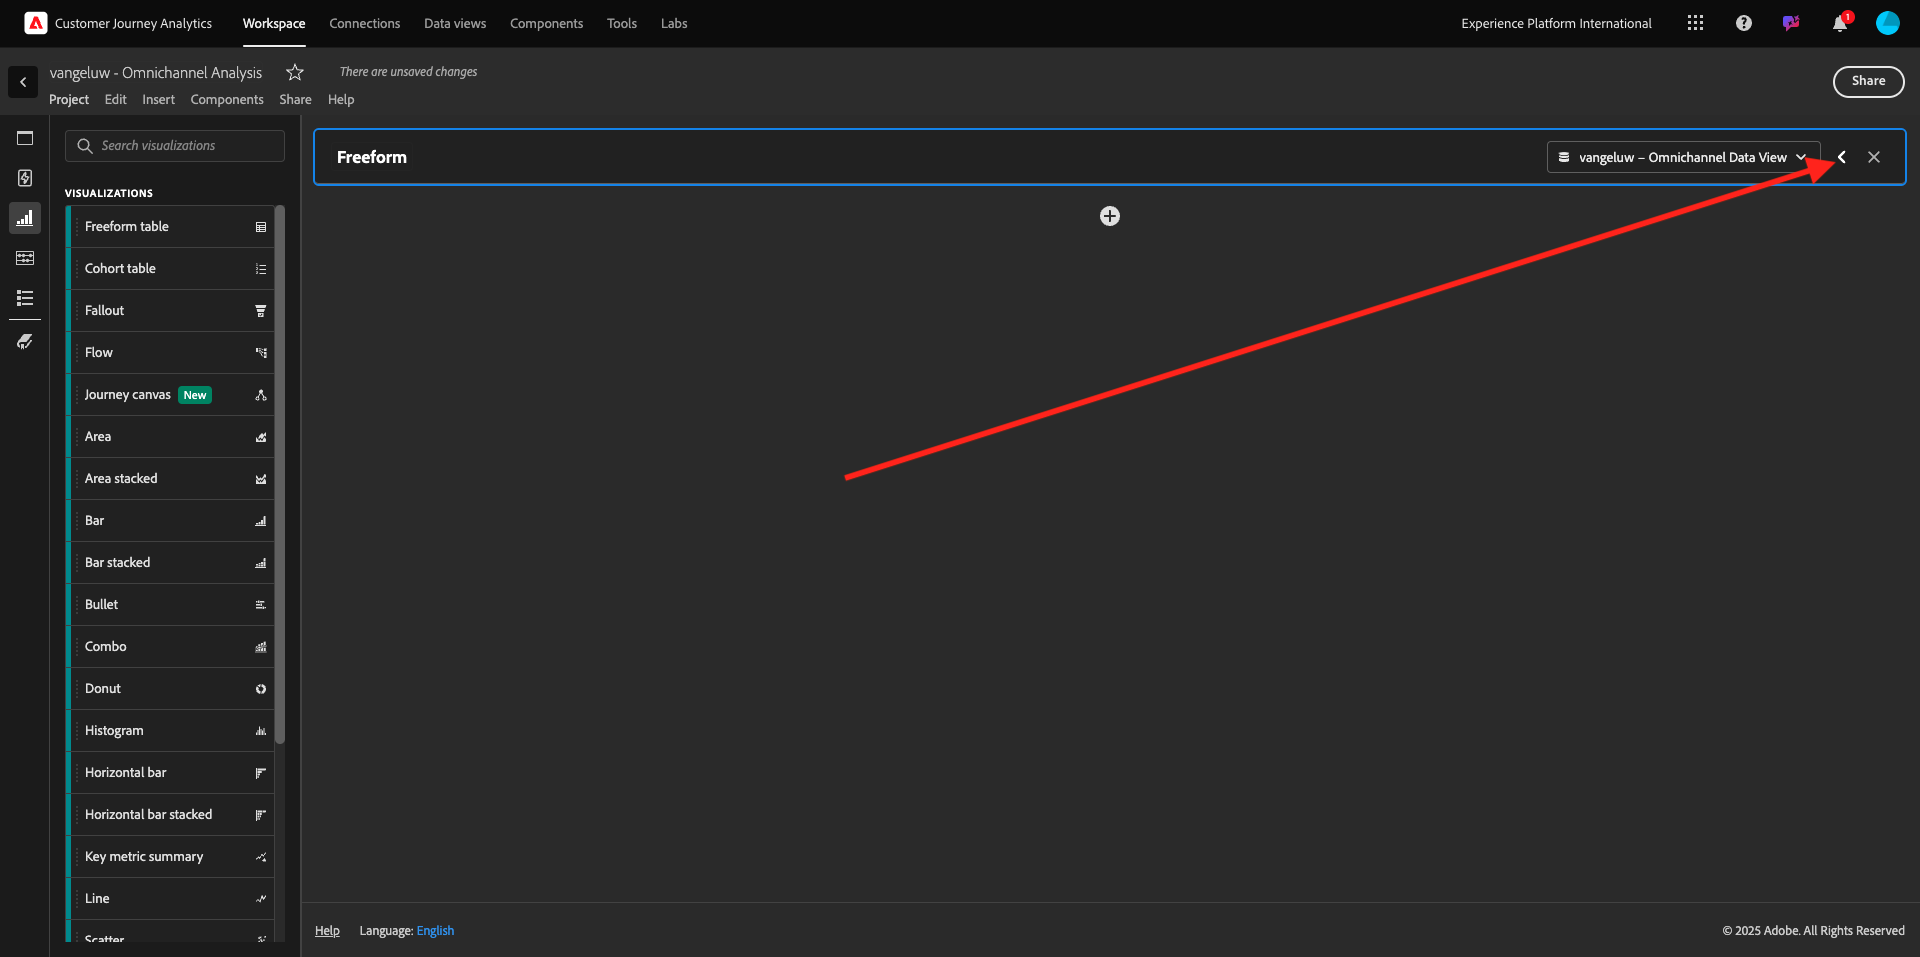 Customer Journey Analytics
Workspace
Connections
Data views
Components
Tools
Labs
Experience Platform International
1
vangeluw - Omnichannel Analysis
There are unsaved changes
Project
Edit
Insert
Components
Share
Help
Share
Search visualizations
VISUALIZATIONS
Freeform table
Cohort table
Fallout
Flow
Journey canvas New
Area
Area stacked
Bar
Bar stacked
Bullet
Combo
Donut
Histogram
Horizontal bar
Horizontal bar stacked
Key metric summary
Line
Scatter
Freeform
vangeluw – Omnichannel Data View
Help
Language: English
© 2025 Adobe. All Rights Reserved